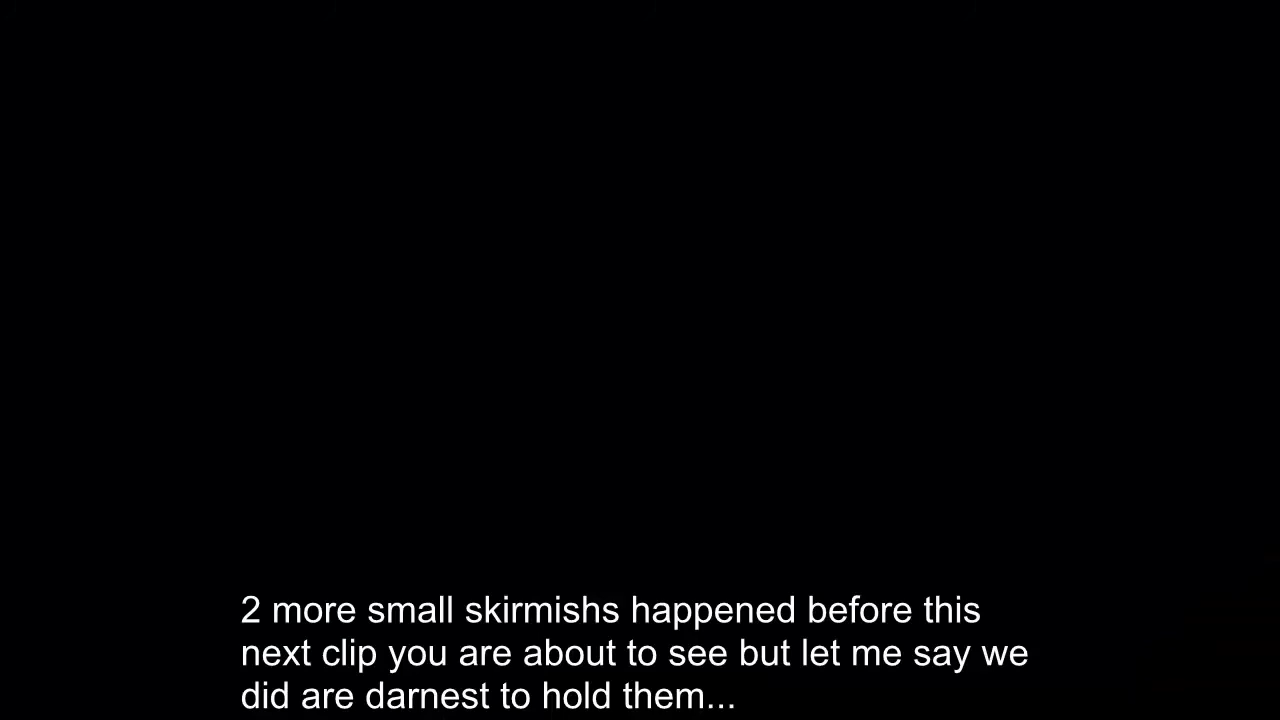 2 more small skirmishs happened before this
next clip you are about to see but let me say we
did are darnest to hold them...